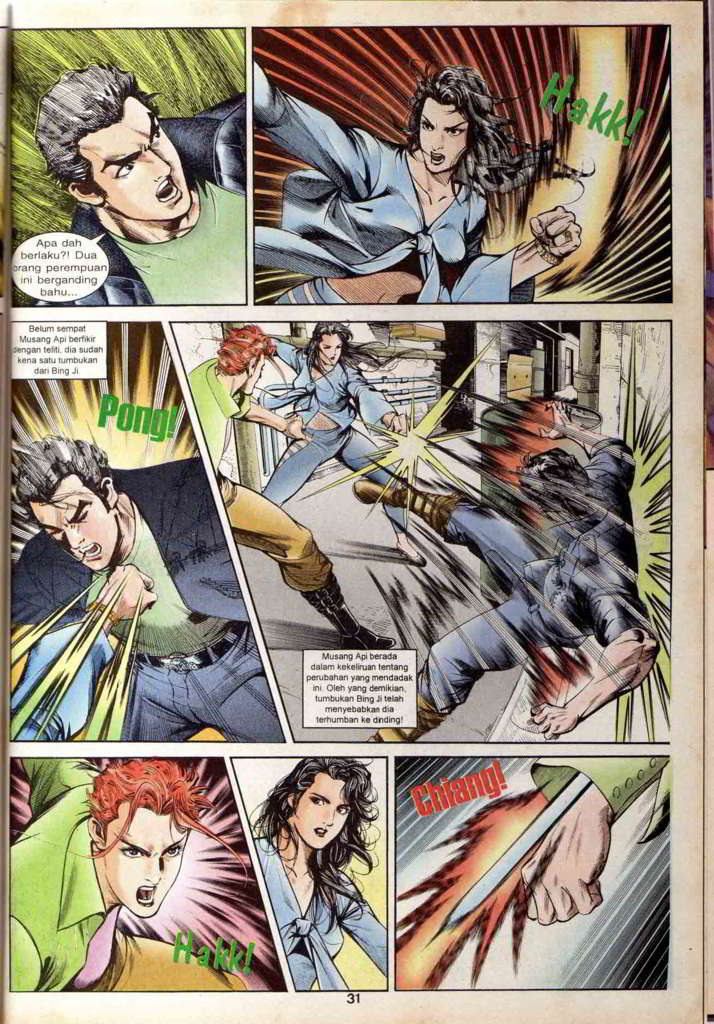 Apa dah
berlaku?! Dua
orang perempuan
ini berganding
bahu...
Hakk!
Belum sempat
Musang Api berfikir
dengan teliti, dia sudah
kena satu tumbukan
dari Bing Ji.
Pong!
Musang Api berada
dalam kekeliruan tentang
perubahan yang mendadak
ini. Oleh yang demikian,
tumbukan Bing Ji telah
menyebabkan dia
terhumban ke dinding!
Hakk!
Chiang!
31